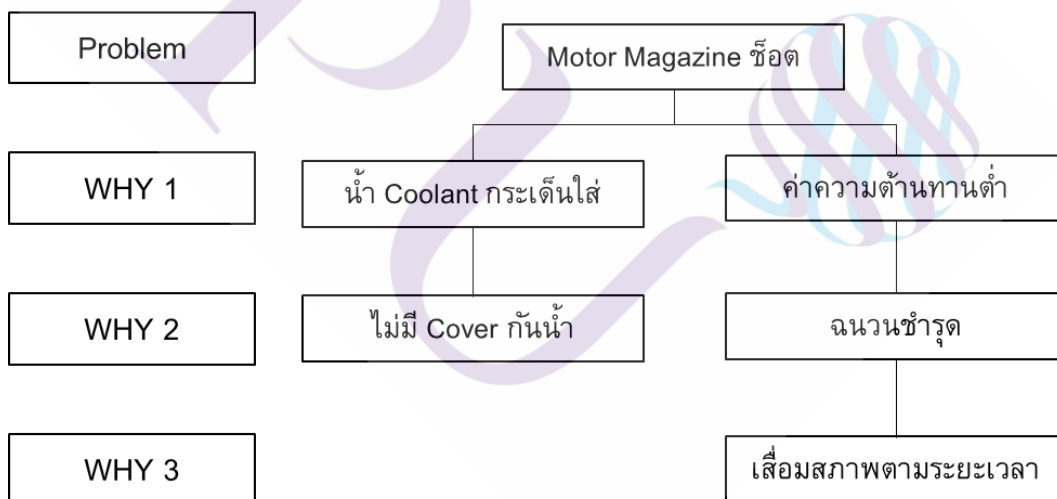 Problem
Motor Magazine ช็อต
WHY 1
น้ำ Coolant กระเด็นใส่
ค่าความต้านทานต่ำ
WHY 2
ไม่มี Cover กันน้ำ
ฉนวนชำรุด
WHY 3
เสื่อมสภาพตามระยะเวลา